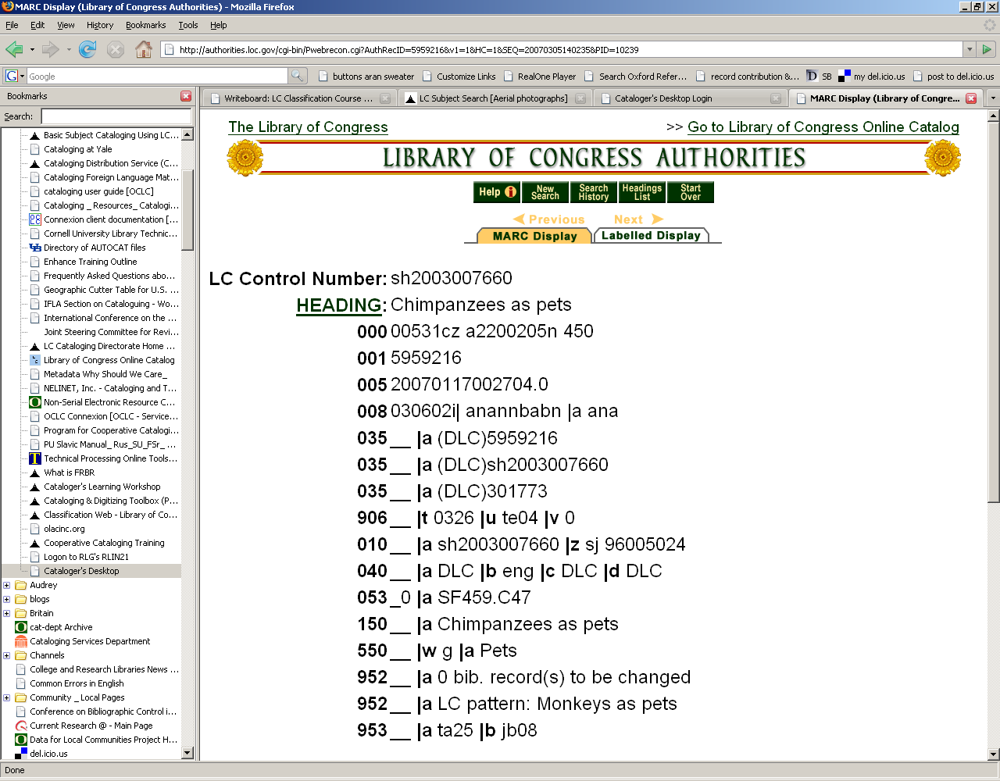 MARC Display (Library of Congress Authorities) - Mozilla Firefox
File Edit View History Bookmarks Tools Help
http://authorities.loc.gov/cgi-bin/Pwebrecon.cgi?AuthRecID=5959216&v1=1&HC=1&SEQ=20070305140235&PID=10239
G Google buttons aran sweater Customize Links RealOne Player Search Oxford Refer... record contribution &... D SB my del.icio.us post to del.icio.us
Bookmarks
Writeboard: LC Classification Course ... LC Subject Search [Aerial photographs] Cataloger's Desktop Login MARC Display (Library of Congre...
Search:
Basic Subject Cataloging Using LC...
Cataloging at Yale
Cataloging Distribution Service (C...
Cataloging Foreign Language Mat...
cataloging user guide [OCLC]
Cataloging _ Resources_ Catalogi...
Connexion client documentation [...
Cornell University Library Technic...
Directory of AUTOCAT files
Enhance Training Outline
Frequently Asked Questions abo...
Geographic Cutter Table for U.S. ...
IFLA Section on Cataloguing - Wo...
International Conference on the ...
Joint Steering Committee for Revi...
LC Cataloging Directorate Home ...
Library of Congress Online Catalog
Metadata Why Should We Care_
NELINET, Inc. - Cataloging and T...
Non-Serial Electronic Resource C...
OCLC Connexion [OCLC - Service...
Program for Cooperative Catalogi...
PU Slavic Manual_ Rus_SU_FSr_ ...
Technical Processing Online Tools...
What is FRBR
Cataloger's Learning Workshop
Cataloging & Digitizing Toolbox (P...
Classification Web - Library of Co...
olacinc.org
Cooperative Cataloging Training
Logon to RLG's RLIN21
Cataloger's Desktop
Audrey
blogs
Britain
cat-dept Archive
Cataloging Services Department
Channels
College and Research Libraries News ...
Common Errors in English
Community _ Local Pages
Conference on Bibliographic Control i...
Current Research @ - Main Page
Data for Local Communities Project H...
del.icio.us
The Library of Congress >> Go to Library of Congress Online Catalog
LIBRARY OF CONGRESS AUTHORITIES
Help New Search Search History Headings List Start Over
Previous Next
MARC Display Labelled Display
LC Control Number: sh2003007660
HEADING: Chimpanzees as pets
000 00531cz a2200205n 450
001 5959216
005 20070117002704.0
008 030602i| anannbabn |a ana
035 __ |a (DLC)5959216
035 __ |a (DLC)sh2003007660
035 __ |a (DLC)301773
906 __ |t 0326 |u te04 |v 0
010 __ |a sh2003007660 |z sj 96005024
040 __ |a DLC |b eng |c DLC |d DLC
053 _0 |a SF459.C47
150 __ |a Chimpanzees as pets
550 __ |w g |a Pets
952 __ |a 0 bib. record(s) to be changed
952 __ |a LC pattern: Monkeys as pets
953 __ |a ta25 |b jb08
Done